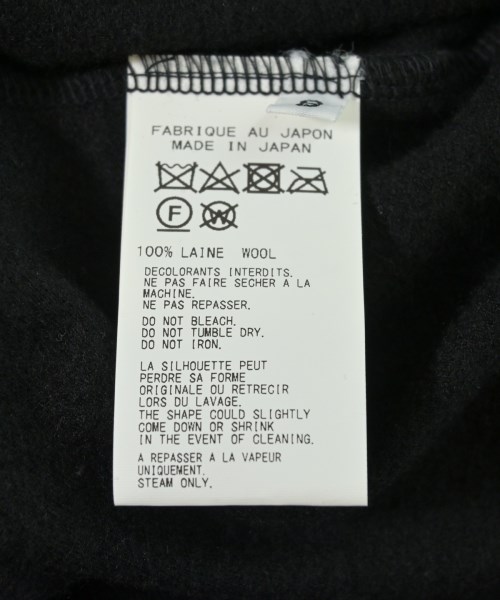 FABRIQUE AU JAPON
MADE IN JAPAN
F W
100% LAINE WOOL
DECOLORANTS INTERDITS.
NE PAS FAIRE SECHER A LA
MACHINE.
NE PAS REPASSER.
DO NOT BLEACH.
DO NOT TUMBLE DRY.
DO NOT IRON.
LA SILHOUETTE PEUT
PERDRE SA FORME
ORIGINALE OU RETRECIR
LORS DU LAVAGE.
THE SHAPE COULD SLIGHTLY
COME DOWN OR SHRINK
IN THE EVENT OF CLEANING.
A REPASSER A LA VAPEUR
UNIQUEMENT.
STEAM ONLY.